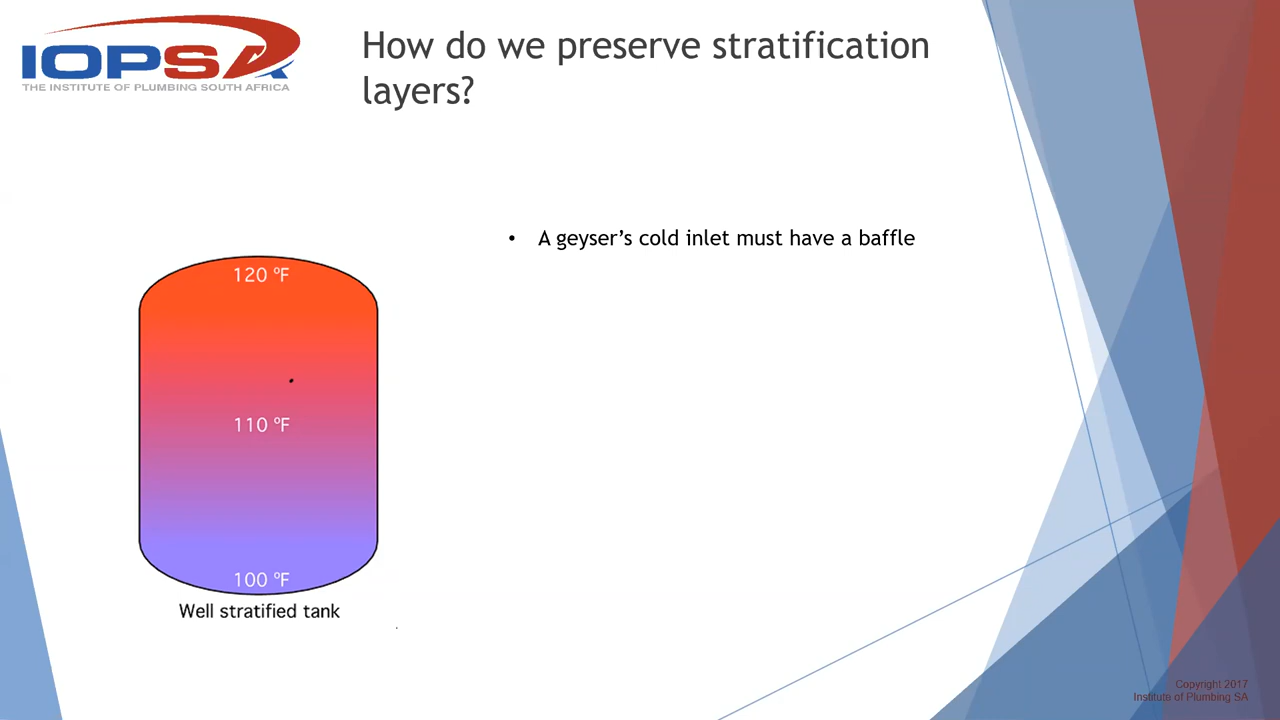 IOPSA
THE INSTITUTE OF PLUMBING SOUTH AFRICA
How do we preserve stratification
layers?
• A geyser’s cold inlet must have a baffle
120 ºF
110 ºF
100 ºF
Well stratified tank
Copyright 2017
Institute of Plumbing SA